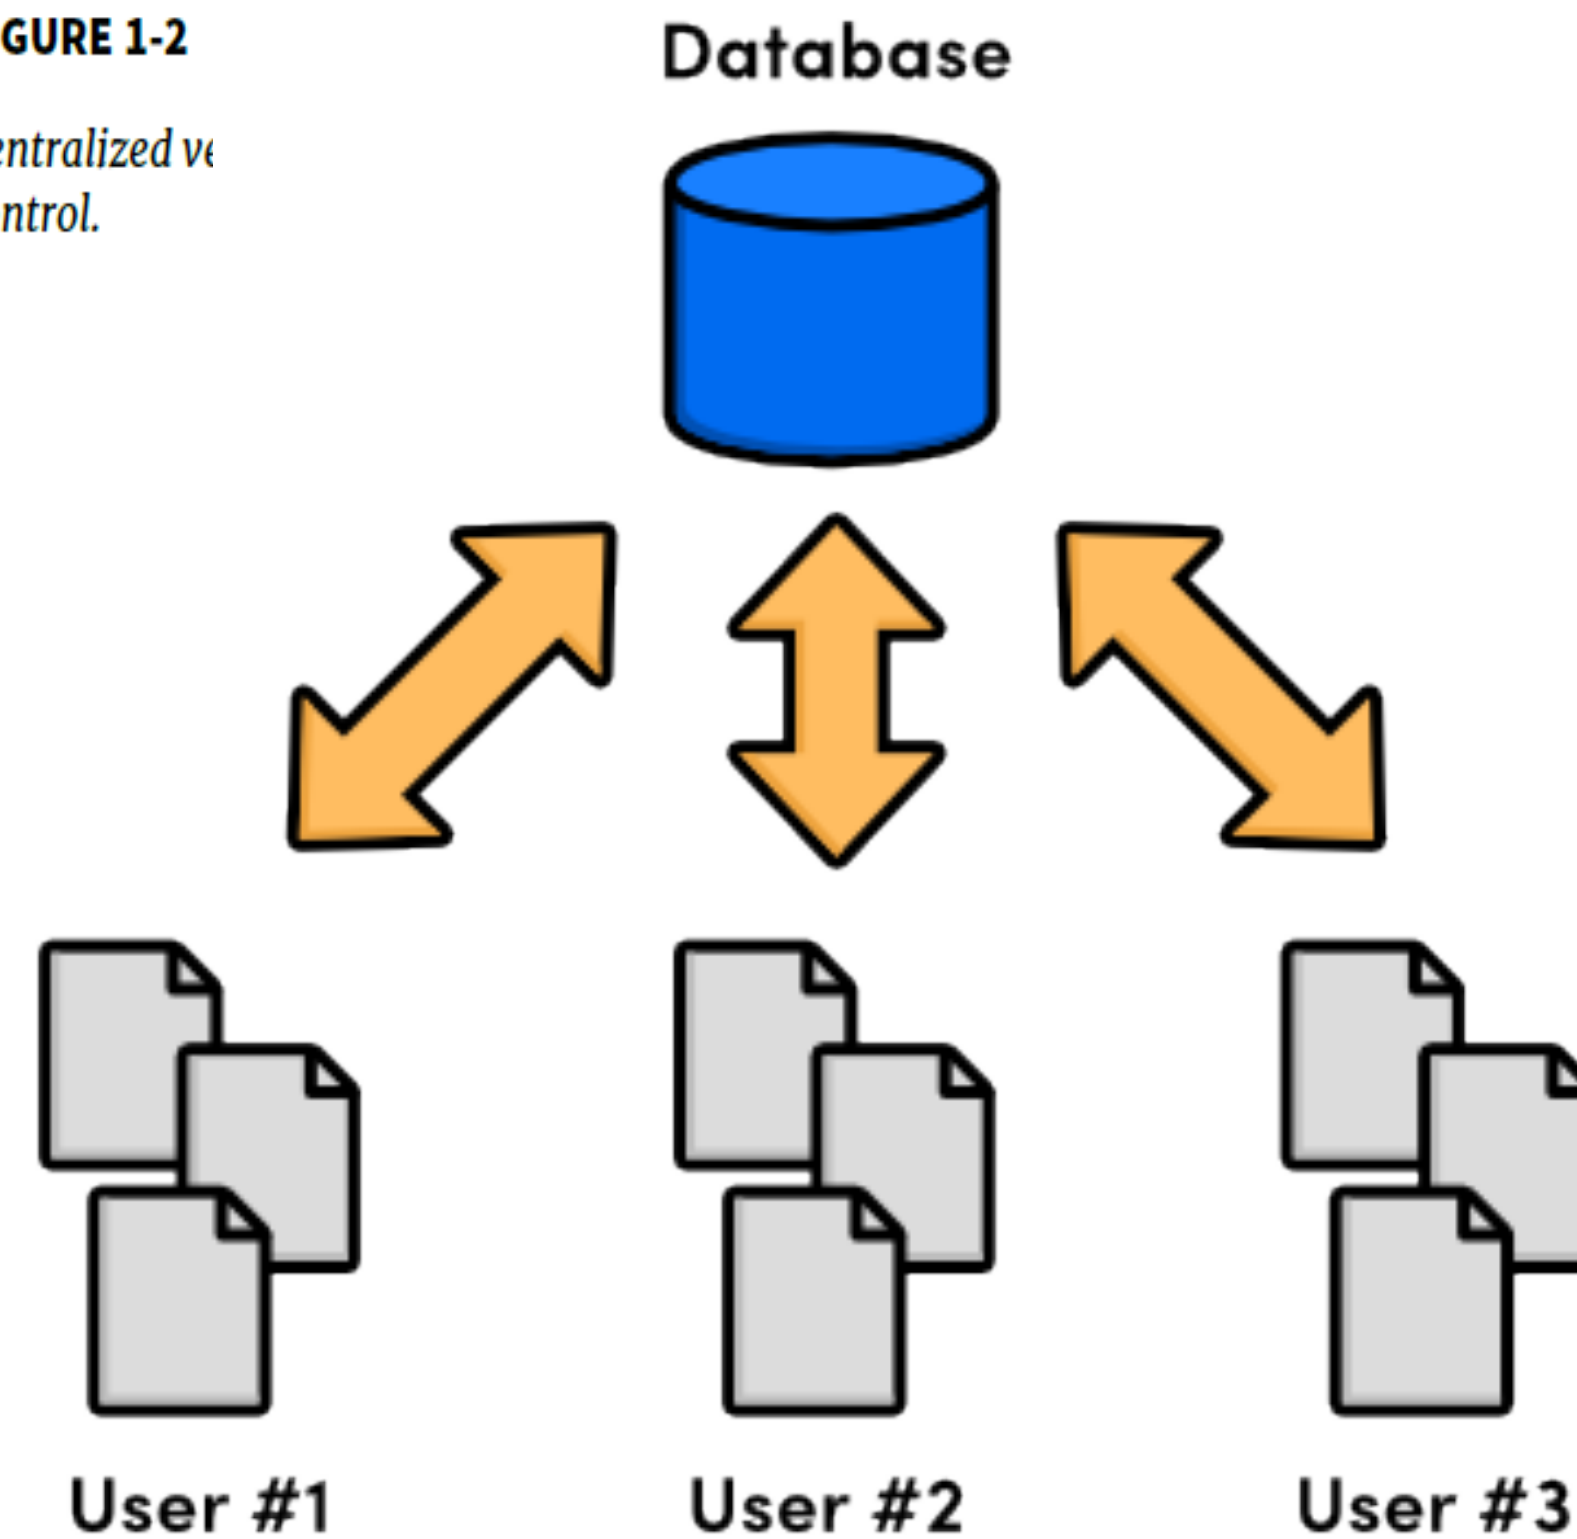 GURE 1-2
entralized ve
ntrol.
Database
User #1
User #2
User #3